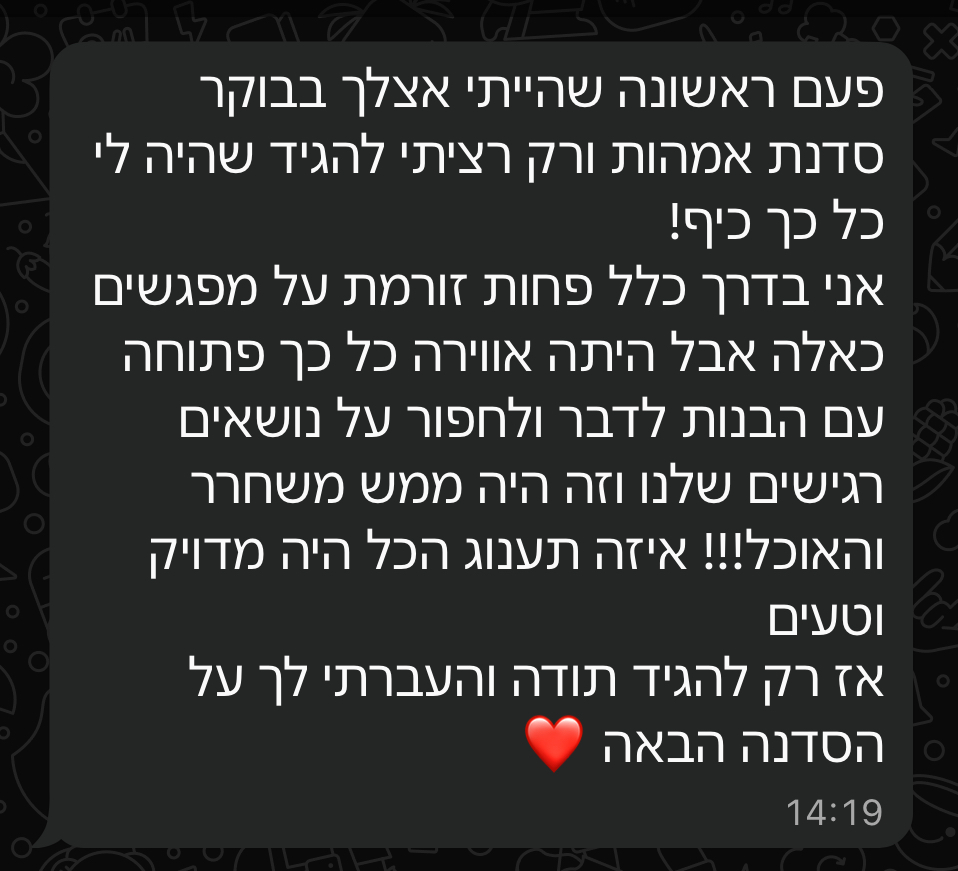 פעם ראשונה שהייתי אצלך בבוקר
סדנת אמהות ורק רציתי להגיד שהיה לי
כל כך כיף!
אני בדרך כלל פחות זורמת על מפגשים
כאלה אבל היתה אווירה כל כך פתוחה
עם הבנות לדבר ולחפור על נושאים
רגישים שלנו וזה היה ממש משחרר
והאוכל!!! איזה תענוג הכל היה מדויק
וטעים
אז רק להגיד תודה והעברתי לך על
הסדנה הבאה ❤️
14:19